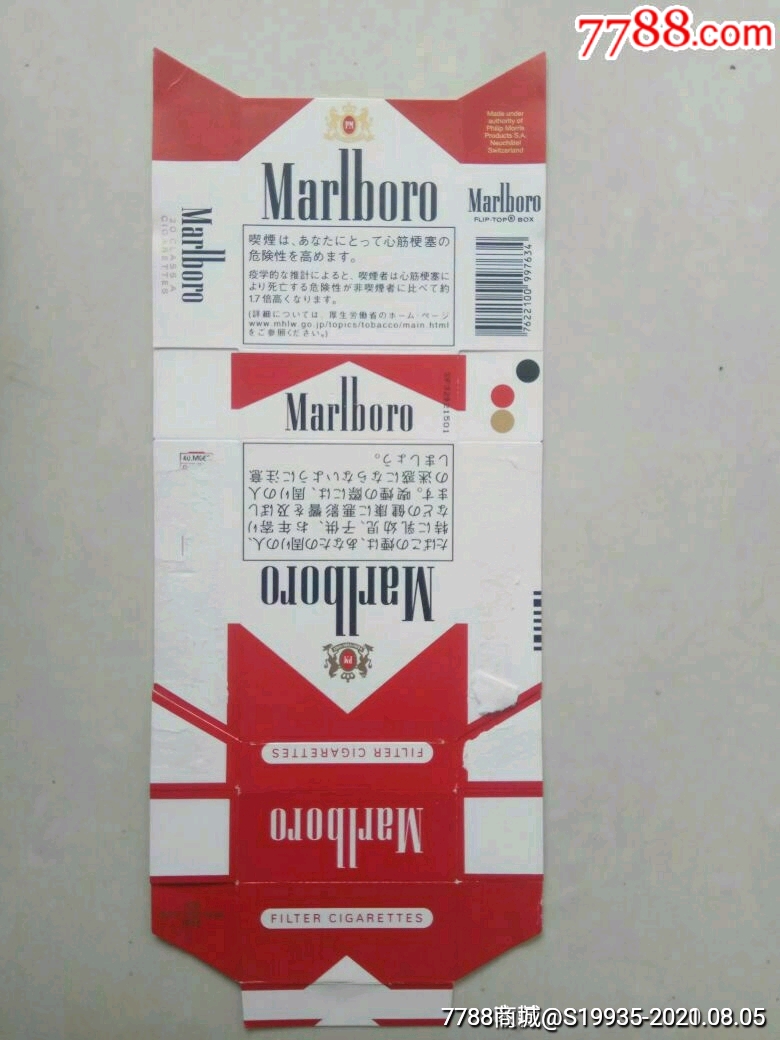 7788.com
Made under
authority of
Philip Morris
Products S.A.
Neuchâtel
Switzerland
PM
Marlboro
Marlboro
FLIP-TOP® BOX
Marlboro
20 CLASS A
CIGARETTES
喫煙は、あなたにとって心筋梗塞の
危険性を高めます。
疫学的な推計によると、喫煙者は心筋梗塞に
より死亡する危険性が非喫煙者に比べて約
1.7倍高くなります。
(詳細については、厚生労働省のホーム・ページ
www.mhlw.go.jp/topics/tobacco/main.html
をご参照ください。)
7622100 997634
Marlboro
たばこの煙は、あなたの周りの人、
特に乳幼児、子供、お年寄り
などの健康に悪影響を及ぼし
ます。喫煙の際には、周りの人
の迷惑にならないように注意
しましょう。
Marlboro
PM
FILTER CIGARETTES
Marlboro
FILTER CIGARETTES
7788商城@S19935-2021.08.05